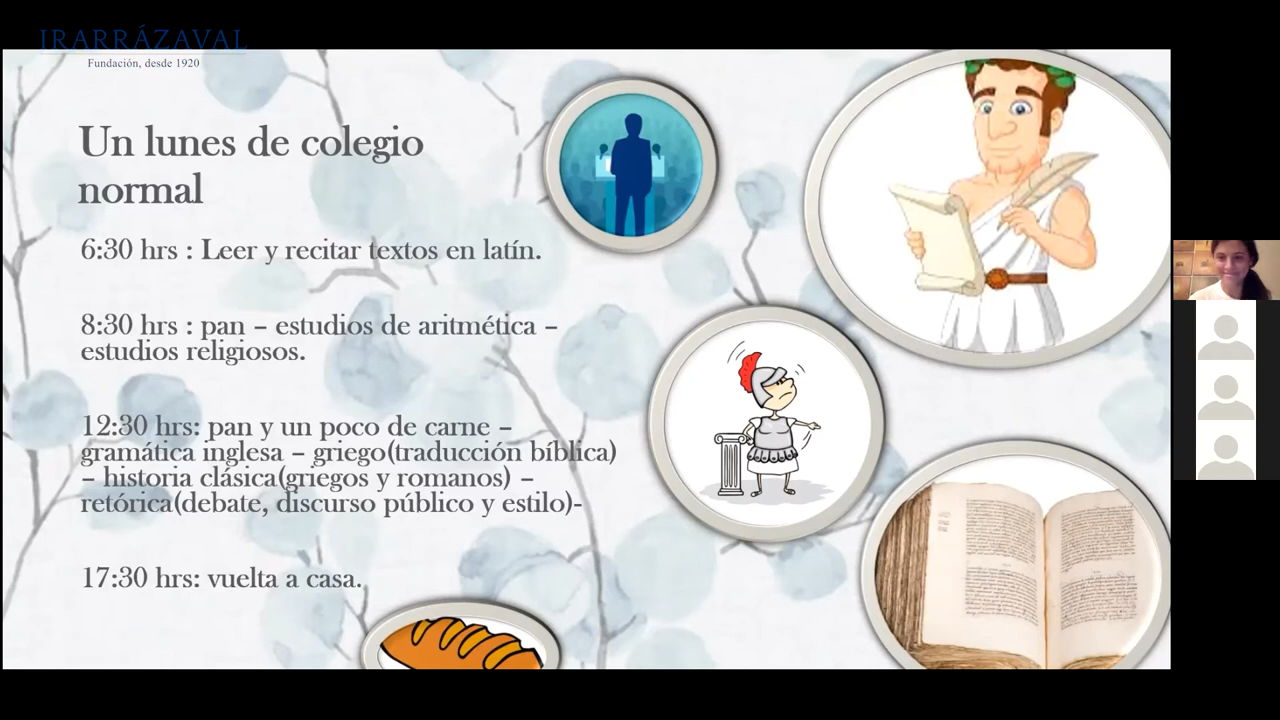 IRARRÁZAVAL
Fundación, desde 1920
Un lunes de colegio
normal
6:30 hrs : Leer y recitar textos en latín.
8:30 hrs : pan – estudios de aritmética –
estudios religiosos.
12:30 hrs: pan y un poco de carne –
gramática inglesa – griego(traducción bíblica)
– historia clásica(griegos y romanos) –
retórica(debate, discurso público y estilo)-
17:30 hrs: vuelta a casa.